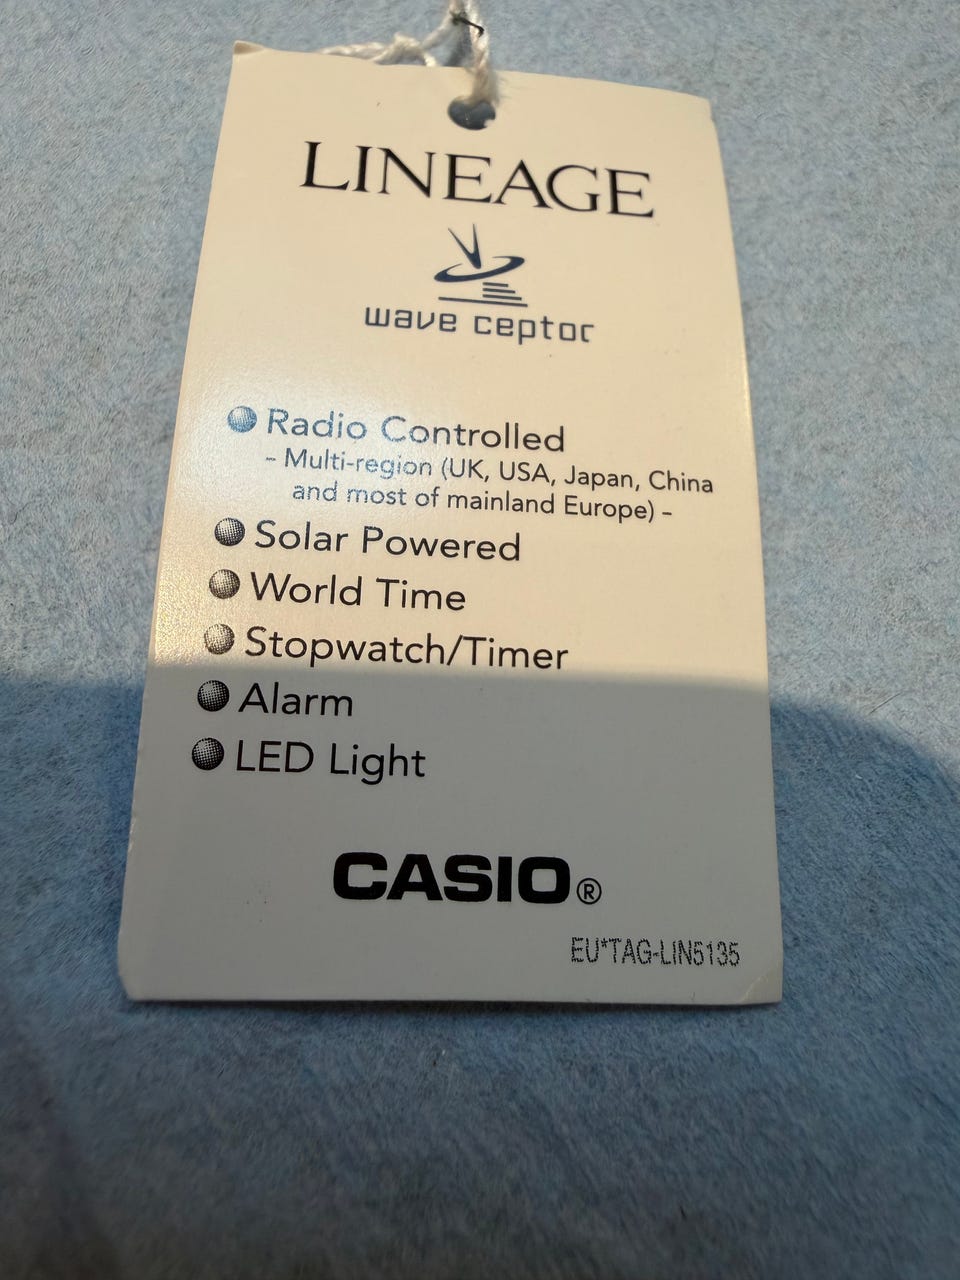 LINEAGE
wave ceptor
Radio Controlled
- Multi-region (UK, USA, Japan, China
and most of mainland Europe) -
Solar Powered
World Time
Stopwatch/Timer
Alarm
LED Light
CASIO®
EU*TAG-LIN5135